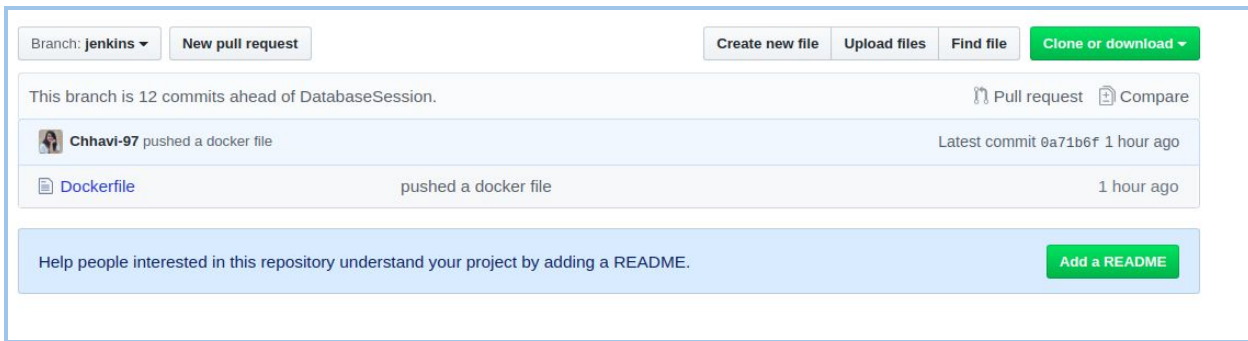 Branch: jenkins New pull request Create new file Upload files Find file Clone or download
This branch is 12 commits ahead of DatabaseSession. Pull request Compare
Chhavi-97 pushed a docker file Latest commit 0a71b6f 1 hour ago
Dockerfile pushed a docker file 1 hour ago
Help people interested in this repository understand your project by adding a README. Add a README